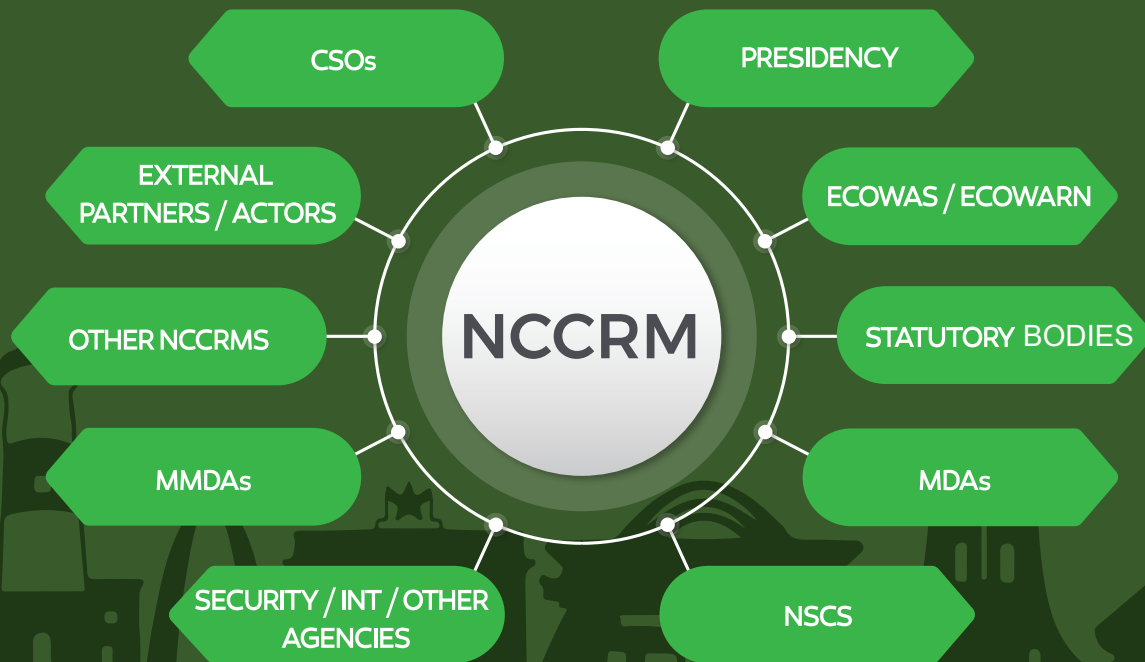 CSOs
PRESIDENCY
EXTERNAL
PARTNERS / ACTORS
ECOWAS / ECOWARN
OTHER NCCRMS
NCCRM
STATUTORY BODIES
MMDAs
MDAs
SECURITY / INT / OTHER
AGENCIES
NSCS